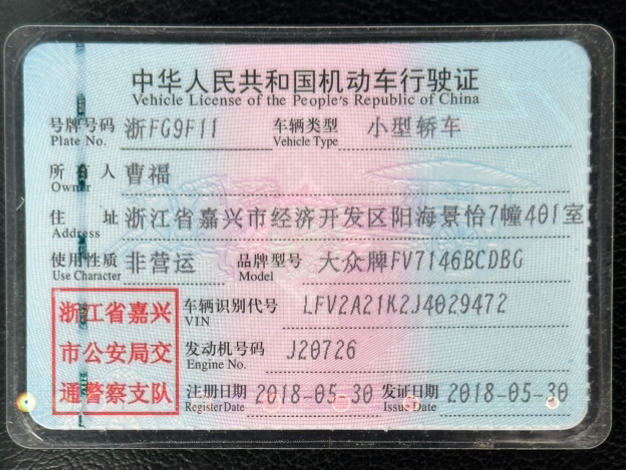 中华人民共和国机动车行驶证
Vehicle License of the People's Republic of China
号牌号码 浙FG9F11 车辆类型 小型轿车
Plate No. Vehicle Type
所有人 曹福
Owner
住址 浙江省嘉兴市经济开发区阳海景怡7幢401室
Address
使用性质 非营运 品牌型号 大众牌FV7146BCDBG
Use Character Model
浙江省嘉兴
市公安局交
通警察支队
车辆识别代号 LFV2A21K2J4029472
VIN
发动机号码 J20726
Engine No.
注册日期 2018-05-30 发证日期 2018-05-30
Register Date Issue Date